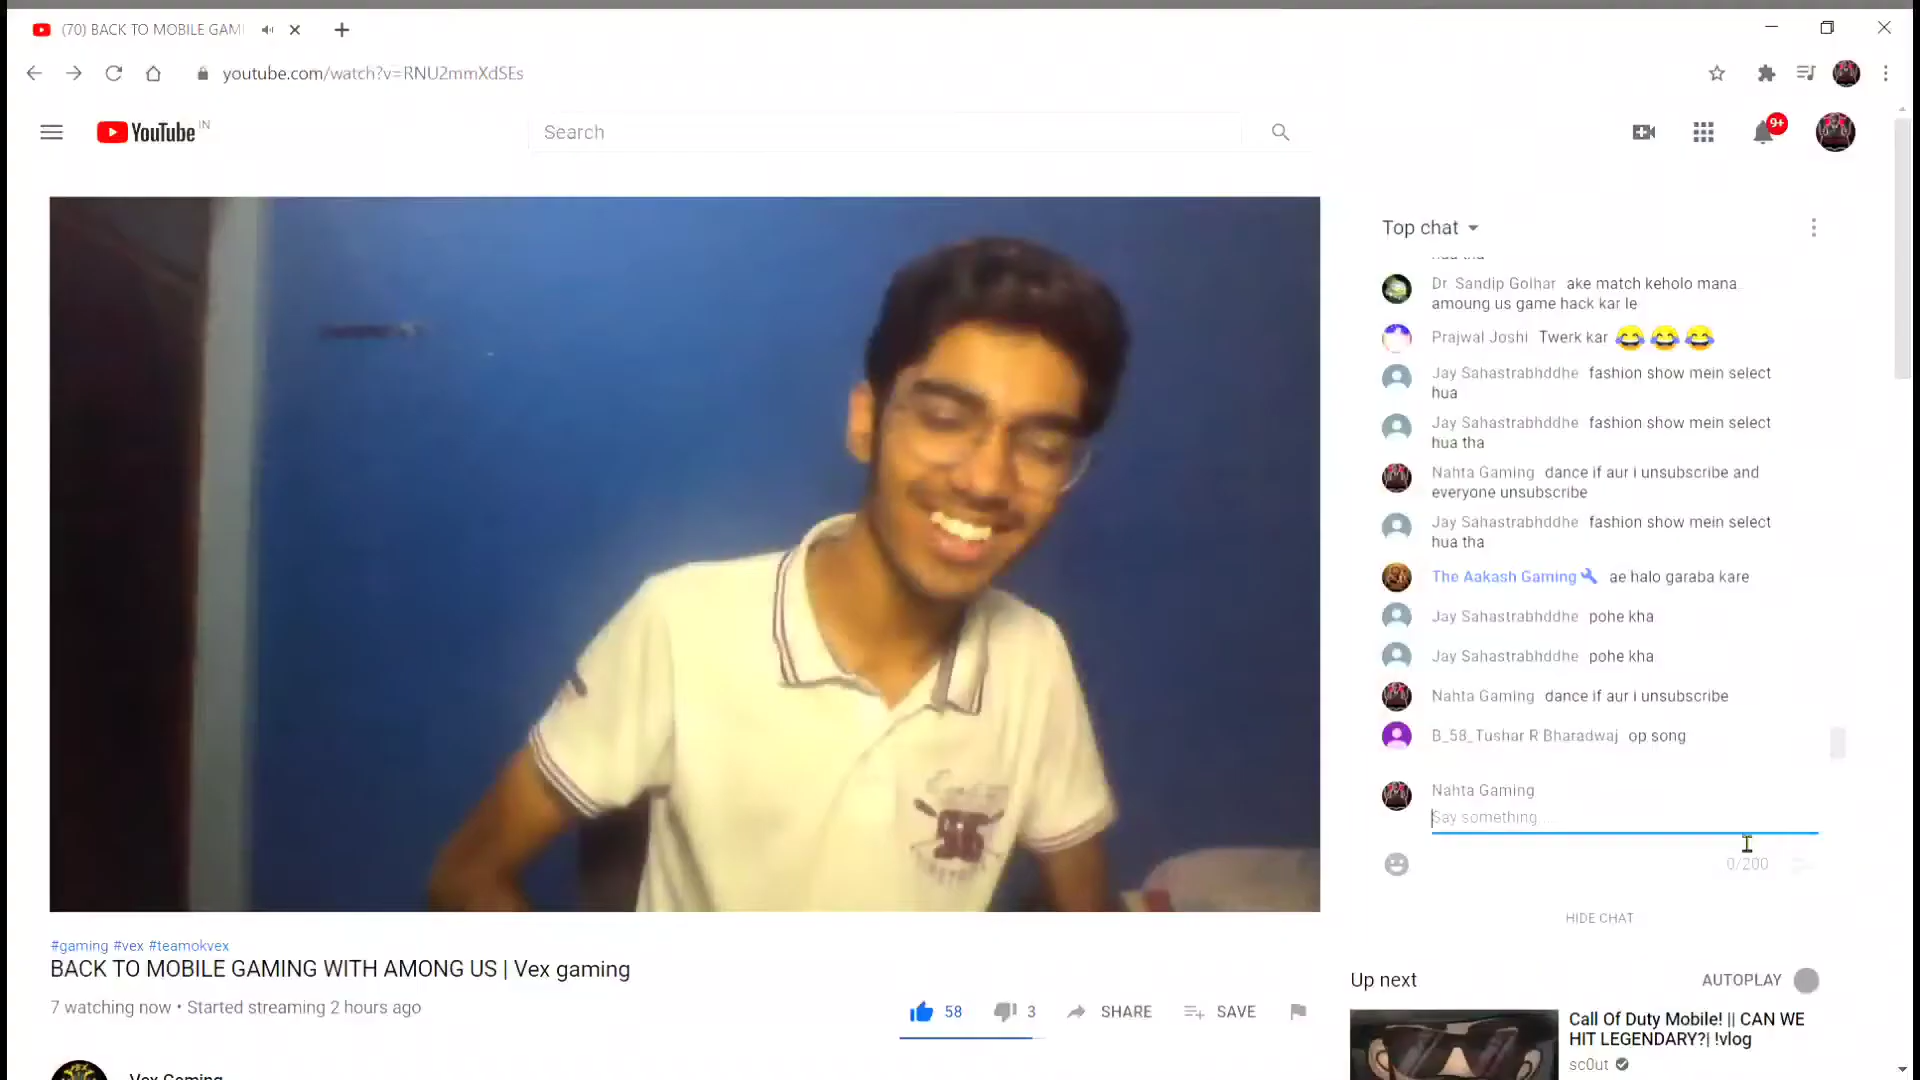 (70) BACK TO MOBILE GAM
youtube.com/watch?v=RNU2mmXdSEs
YouTube IN
Search
9+
Top chat
Dr. Sandip Golhar ake match keholo mana
amoung us game hack kar le
Prajwal Joshi Twerk kar 😂 😂 😂
Jay Sahastrabhddhe fashion show mein select
hua
Jay Sahastrabhddhe fashion show mein select
hua tha
Nahta Gaming dance if aur i unsubscribe and
everyone unsubscribe
Jay Sahastrabhddhe fashion show mein select
hua tha
The Aakash Gaming ae halo garaba kare
Jay Sahastrabhddhe pohe kha
Jay Sahastrabhddhe pohe kha
Nahta Gaming dance if aur i unsubscribe
B_58_Tushar R Bharadwaj op song
Nahta Gaming
Say something...
0/200
HIDE CHAT
96
#gaming #vex #teamokvex
BACK TO MOBILE GAMING WITH AMONG US | Vex gaming
7 watching now • Started streaming 2 hours ago
58 3 SHARE SAVE
Up next AUTOPLAY
Call Of Duty Mobile! || CAN WE
HIT LEGENDARY?| !vlog
sc0ut
Vex Gaming